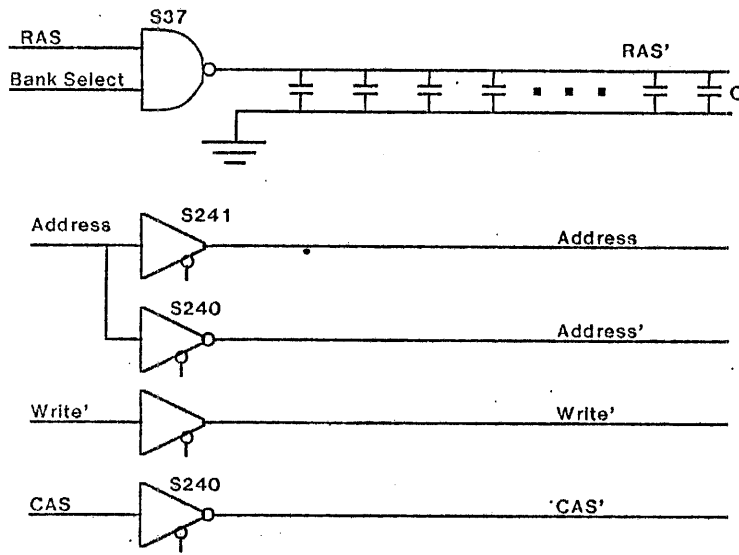 S37
RAS
RAS'
Bank Select
C
S241
Address
Address
S240
Address'
Write'
Write'
S240
CAS
CAS'